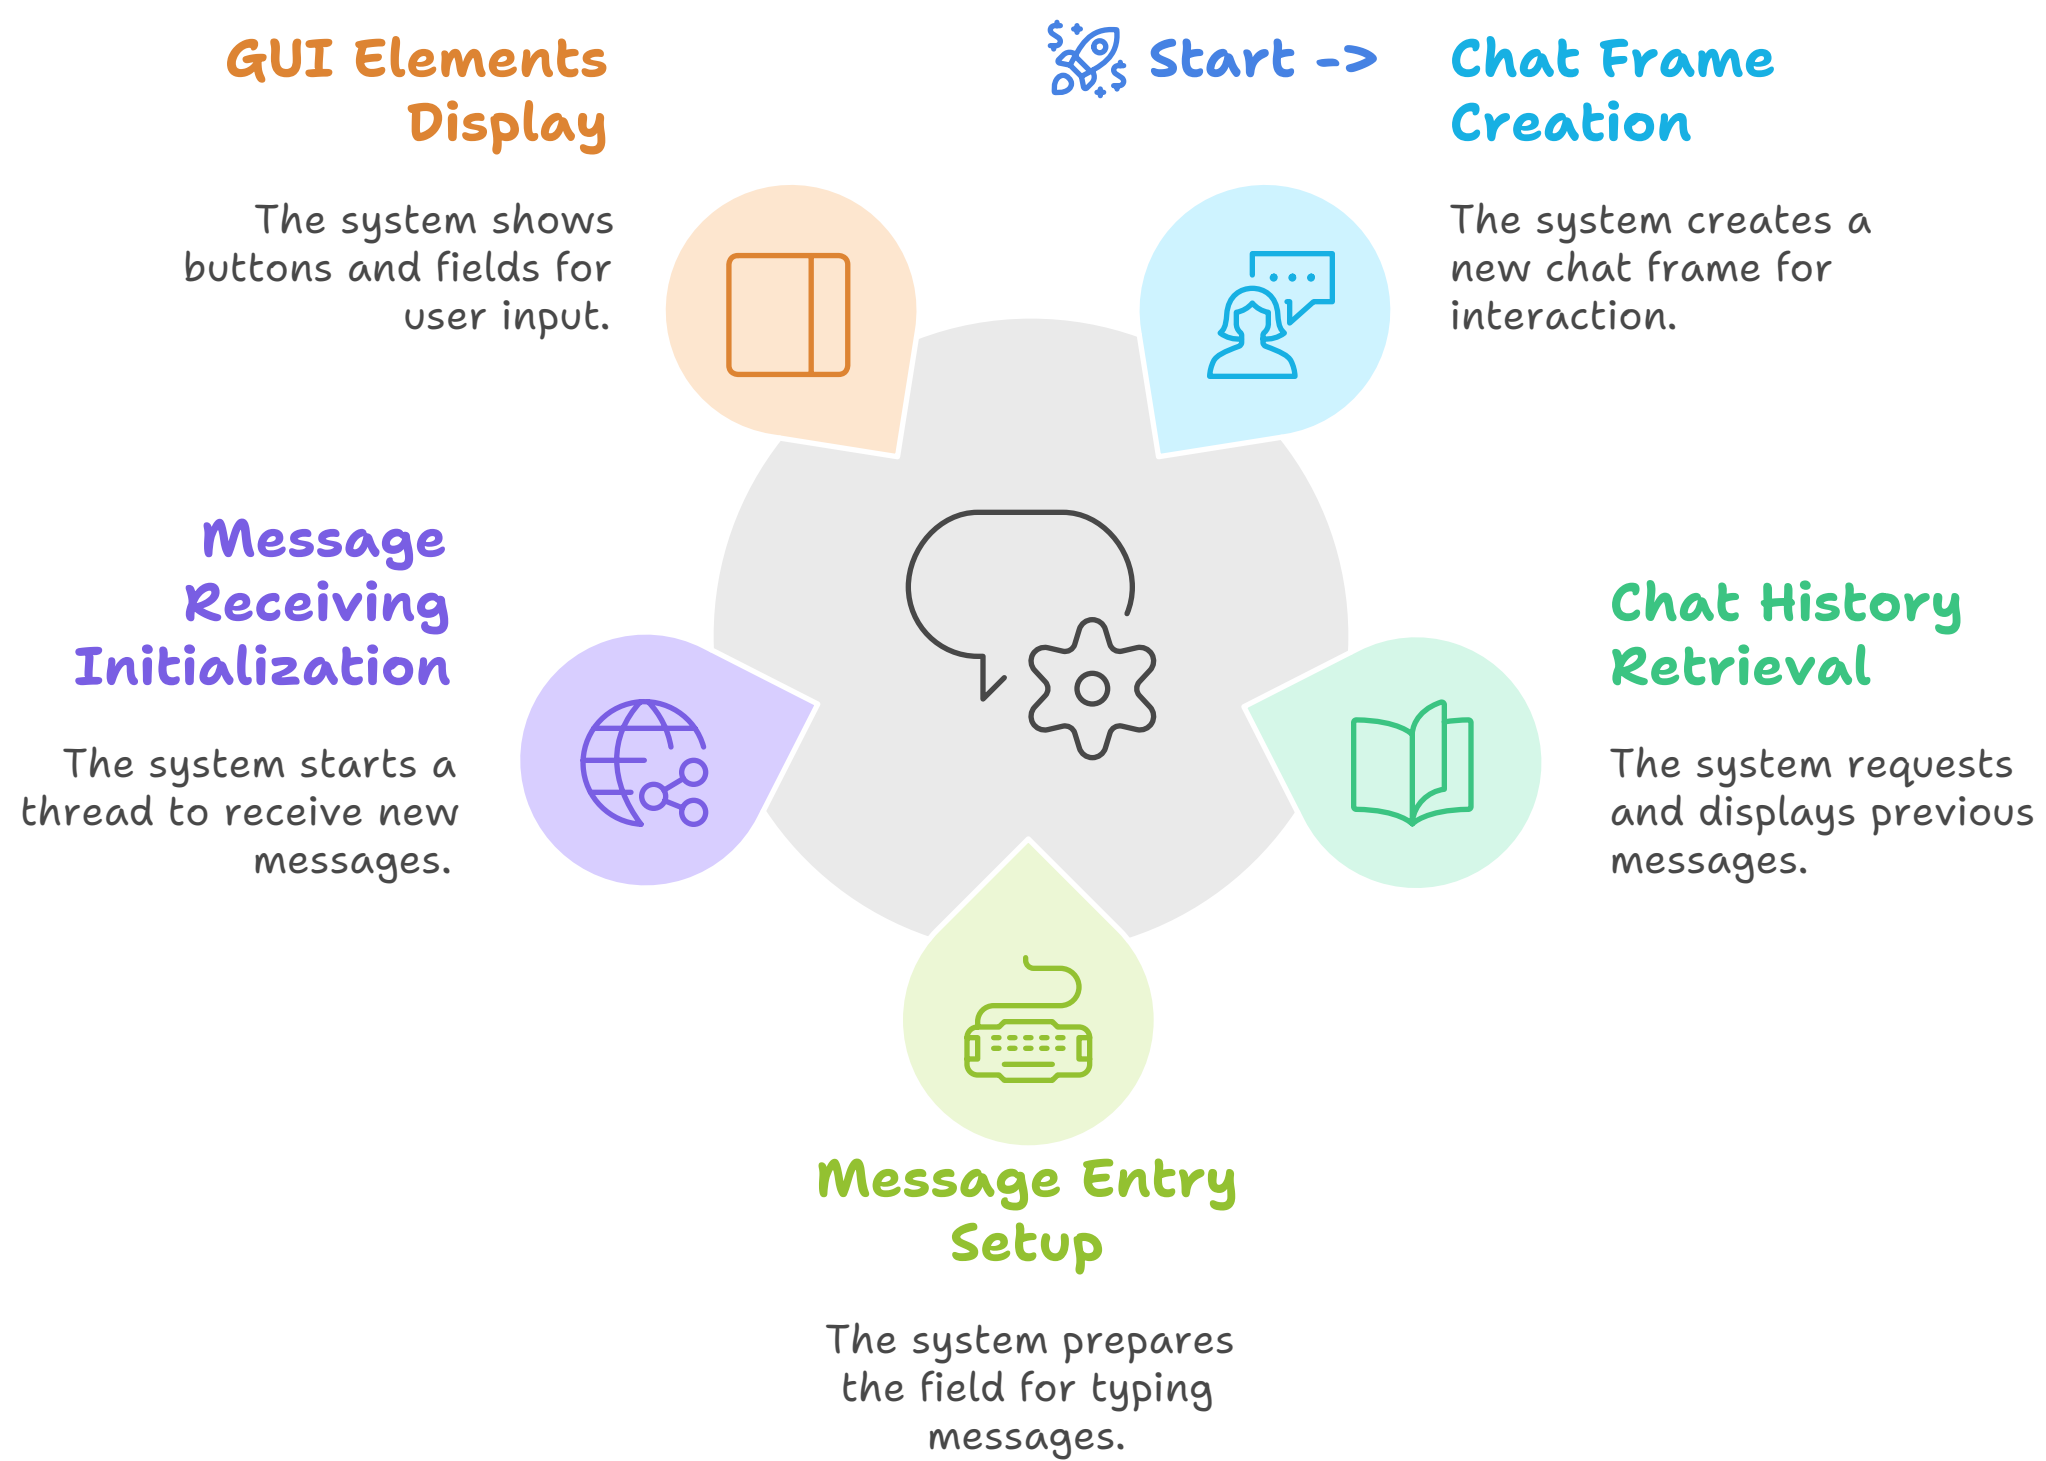 Start ->
Chat Frame
Creation
The system creates a
new chat frame for
interaction.
Chat History
Retrieval
The system requests
and displays previous
messages.
Message Entry
Setup
The system prepares
the field for typing
messages.
Message
Receiving
Initialization
The system starts a
thread to receive new
messages.
GUI Elements
Display
The system shows
buttons and fields for
user input.